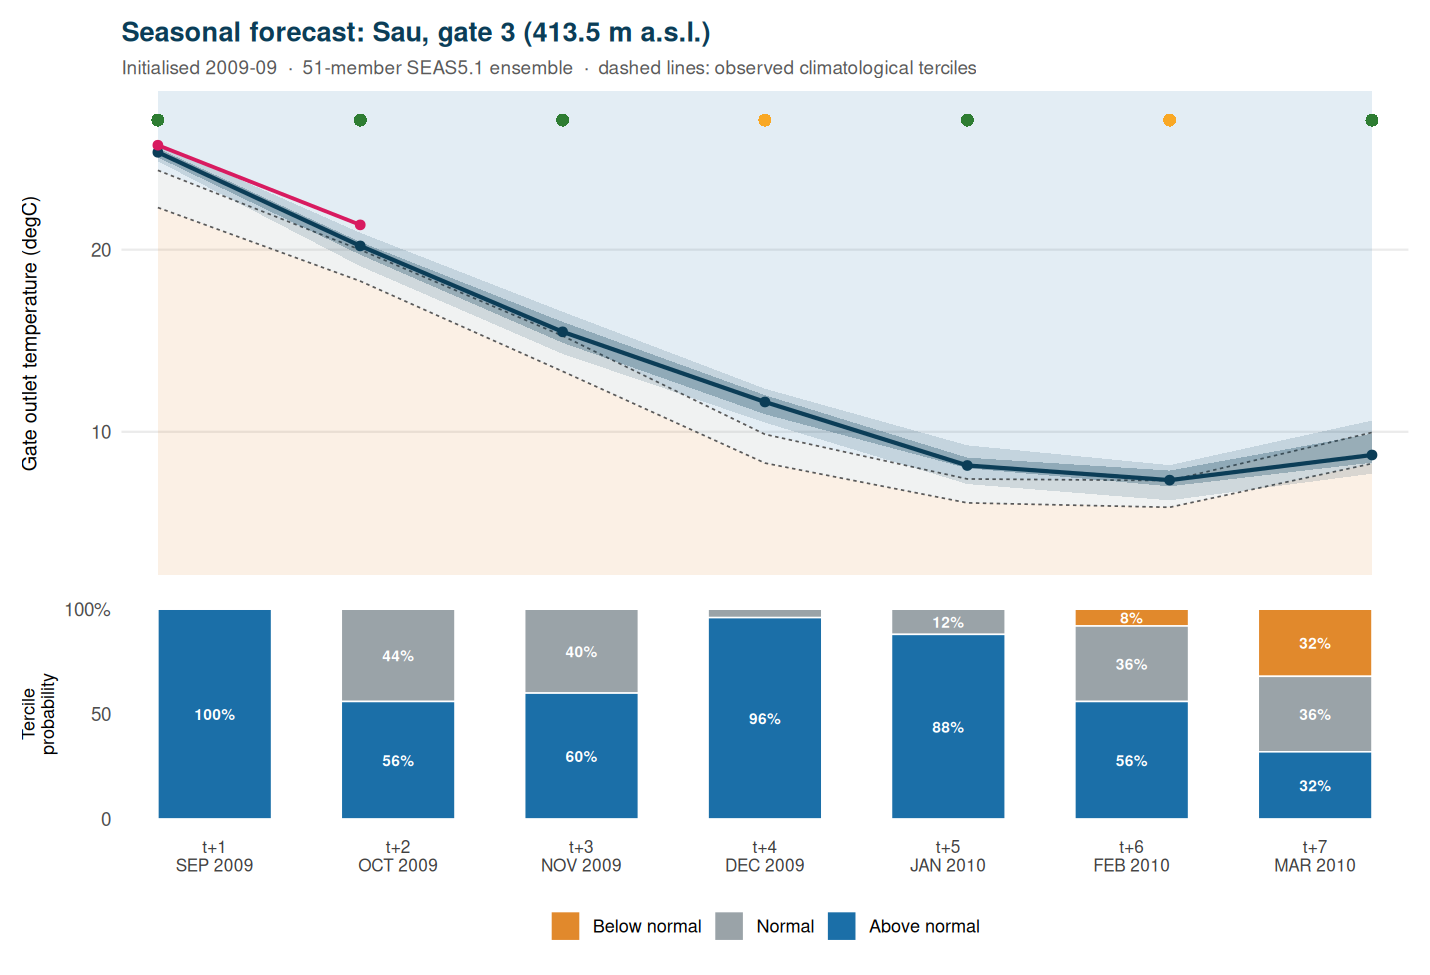 Seasonal forecast: Sau, gate 3 (413.5 m a.s.l.)
Initialised 2009-09 · 51-member SEAS5.1 ensemble · dashed lines: observed climatological terciles
Gate outlet temperature (degC)
20
10
Tercile
probability
100%
50
0
100%
44%
56%
40%
60%
96%
12%
88%
8%
36%
56%
32%
36%
32%
t+1
SEP 2009
t+2
OCT 2009
t+3
NOV 2009
t+4
DEC 2009
t+5
JAN 2010
t+6
FEB 2010
t+7
MAR 2010
Below normal
Normal
Above normal